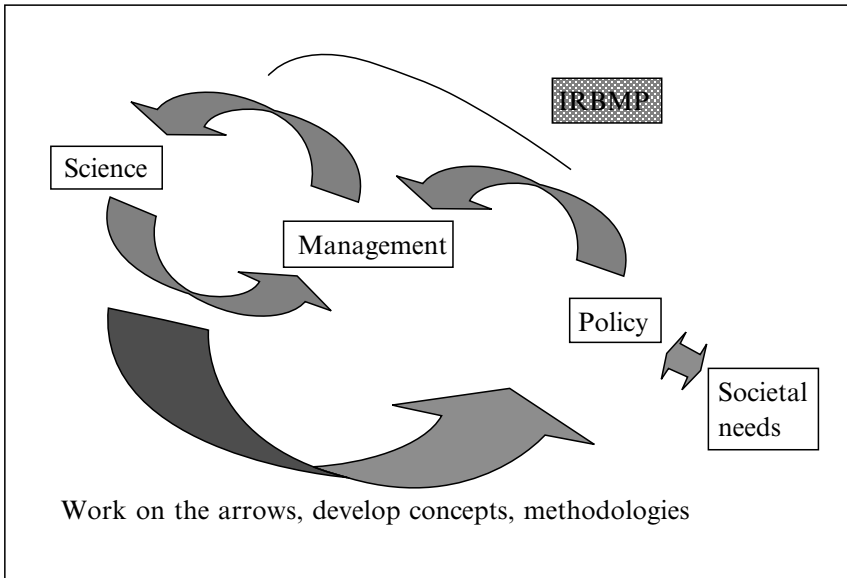 IRBMP
Science
Management
Policy
Societal
needs
Work on the arrows, develop concepts, methodologies